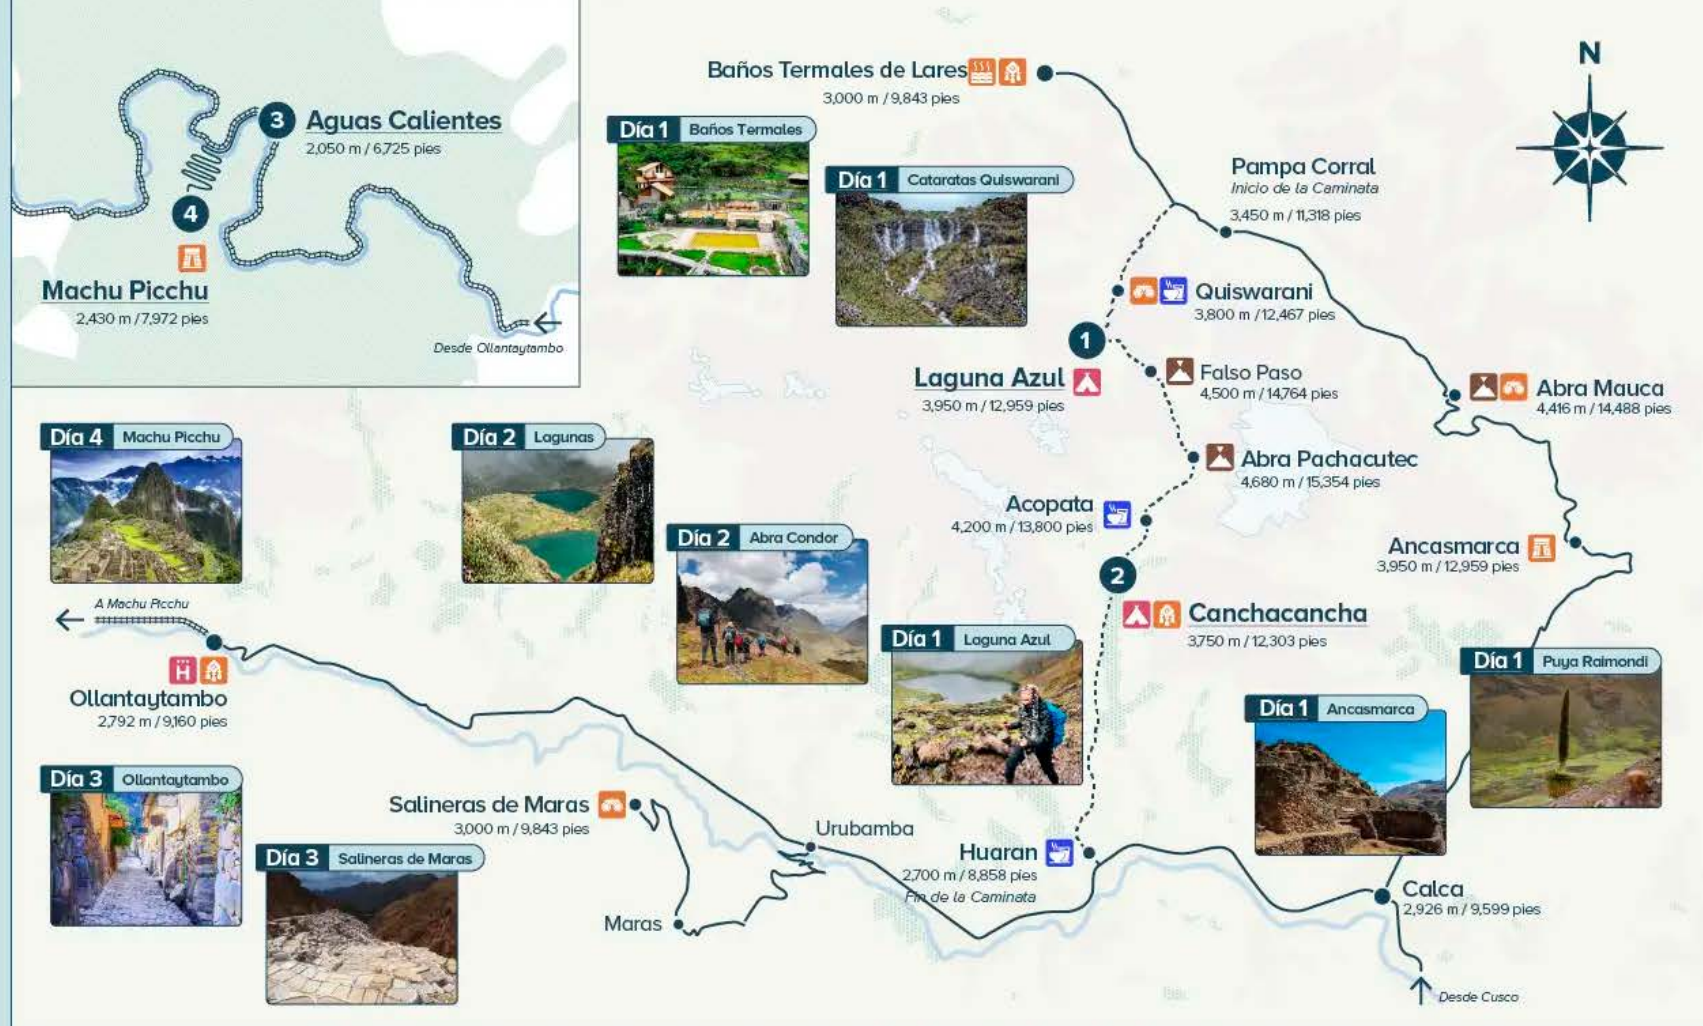 3
Aguas Calientes
2,050 m / 6,725 pies
4
Machu Picchu
2,430 m / 7,972 pies
Desde Ollantaytambo
Baños Termales de Lares
3,000 m / 9,843 pies
N
Día 1 Baños Termales
Día 1 Cataratas Quiswarani
Pampa Corral
Inicio de la Caminata
3,450 m / 11,318 pies
Quiswarani
3,800 m / 12,467 pies
1
Laguna Azul
3,950 m / 12,959 pies
Falso Paso
4,500 m / 14,764 pies
Abra Mauca
4,416 m / 14,488 pies
Abra Pachacutec
4,680 m / 15,354 pies
Acopata
4,200 m / 13,800 pies
Ancasmarca
3,950 m / 12,959 pies
2
Canchacancha
3,750 m / 12,303 pies
Día 4 Machu Picchu
Día 2 Lagunas
Día 2 Abra Condor
Día 1 Laguna Azul
Día 1 Puya Raimondi
Día 1 Ancasmarca
A Machu Picchu
H
Ollantaytambo
2,792 m / 9,160 pies
Día 3 Ollantaytambo
Día 3 Salineras de Maras
Salineras de Maras
3,000 m / 9,843 pies
Urubamba
Maras
Huaran
2,700 m / 8,858 pies
Fin de la Caminata
Calca
2,926 m / 9,599 pies
Desde Cusco